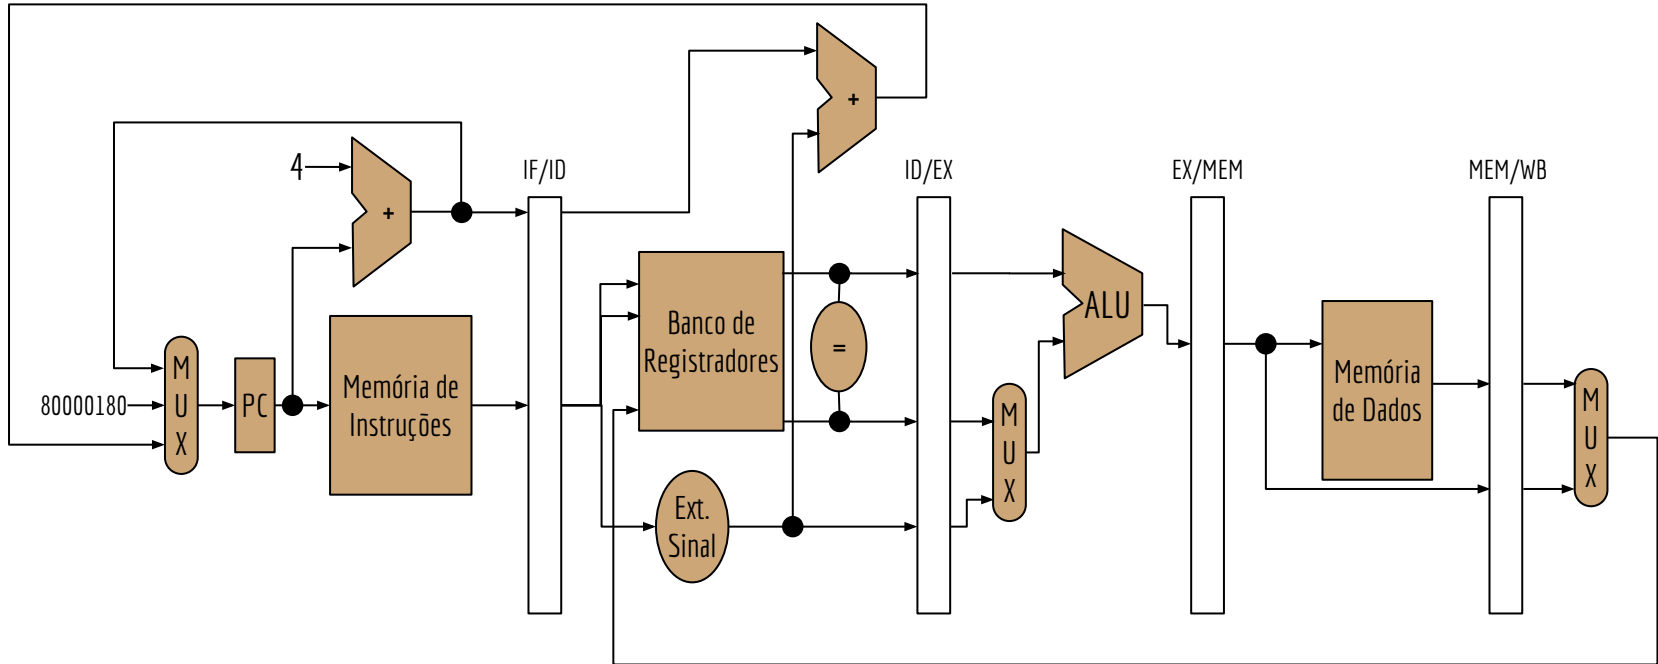 +
4
IF/ID
ID/EX
EX/MEM
MEM/WB
+
ALU
Banco de
Registradores
=
M
U
X
80000180
PC
Memória de
Instruções
M
U
X
Memória
de Dados
M
U
X
Ext.
Sinal